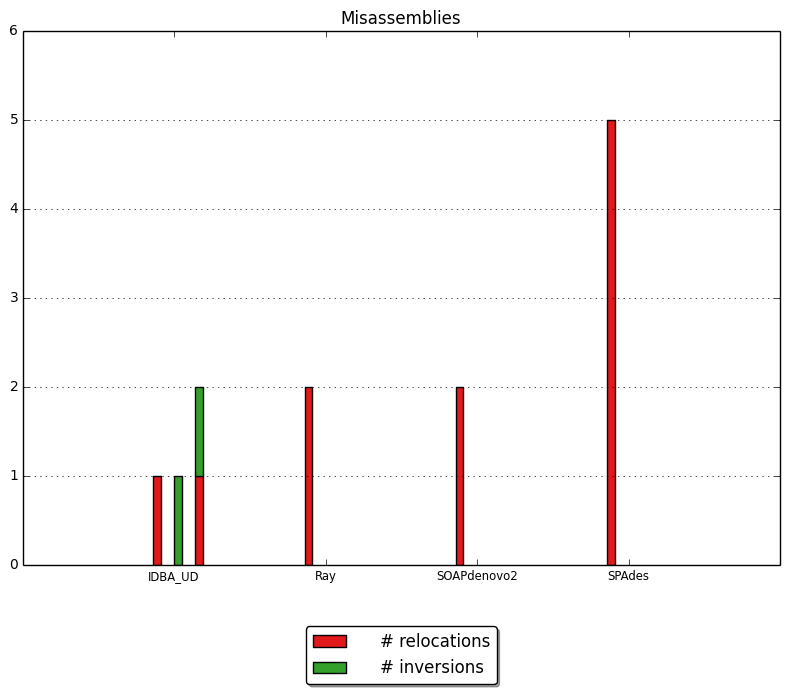 Misassemblies
6
5
4
3
2
1
0
IDBA_UD Ray SOAPdenovo2 SPAdes
# relocations
# inversions